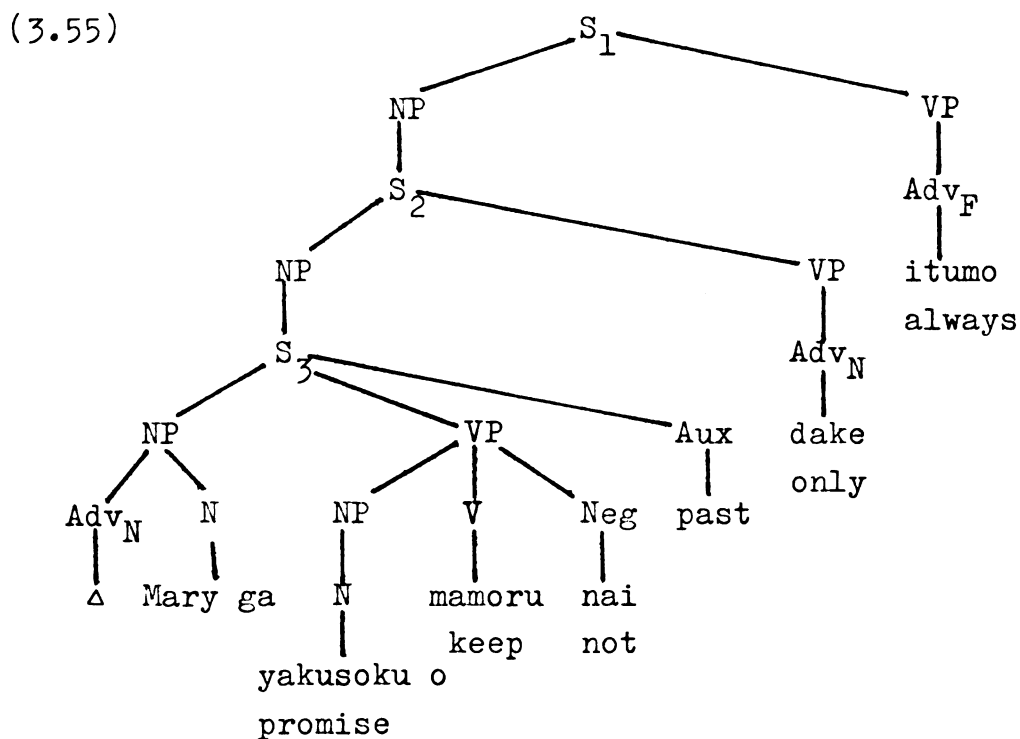 (3.55)
S1
NP VP
S2 AdvF
NP VP itumo
always
S3 AdvN
NP VP Aux dake
only
AdvN N NP V Neg past
Δ Mary ga N mamoru nai
keep not
yakusoku o
promise